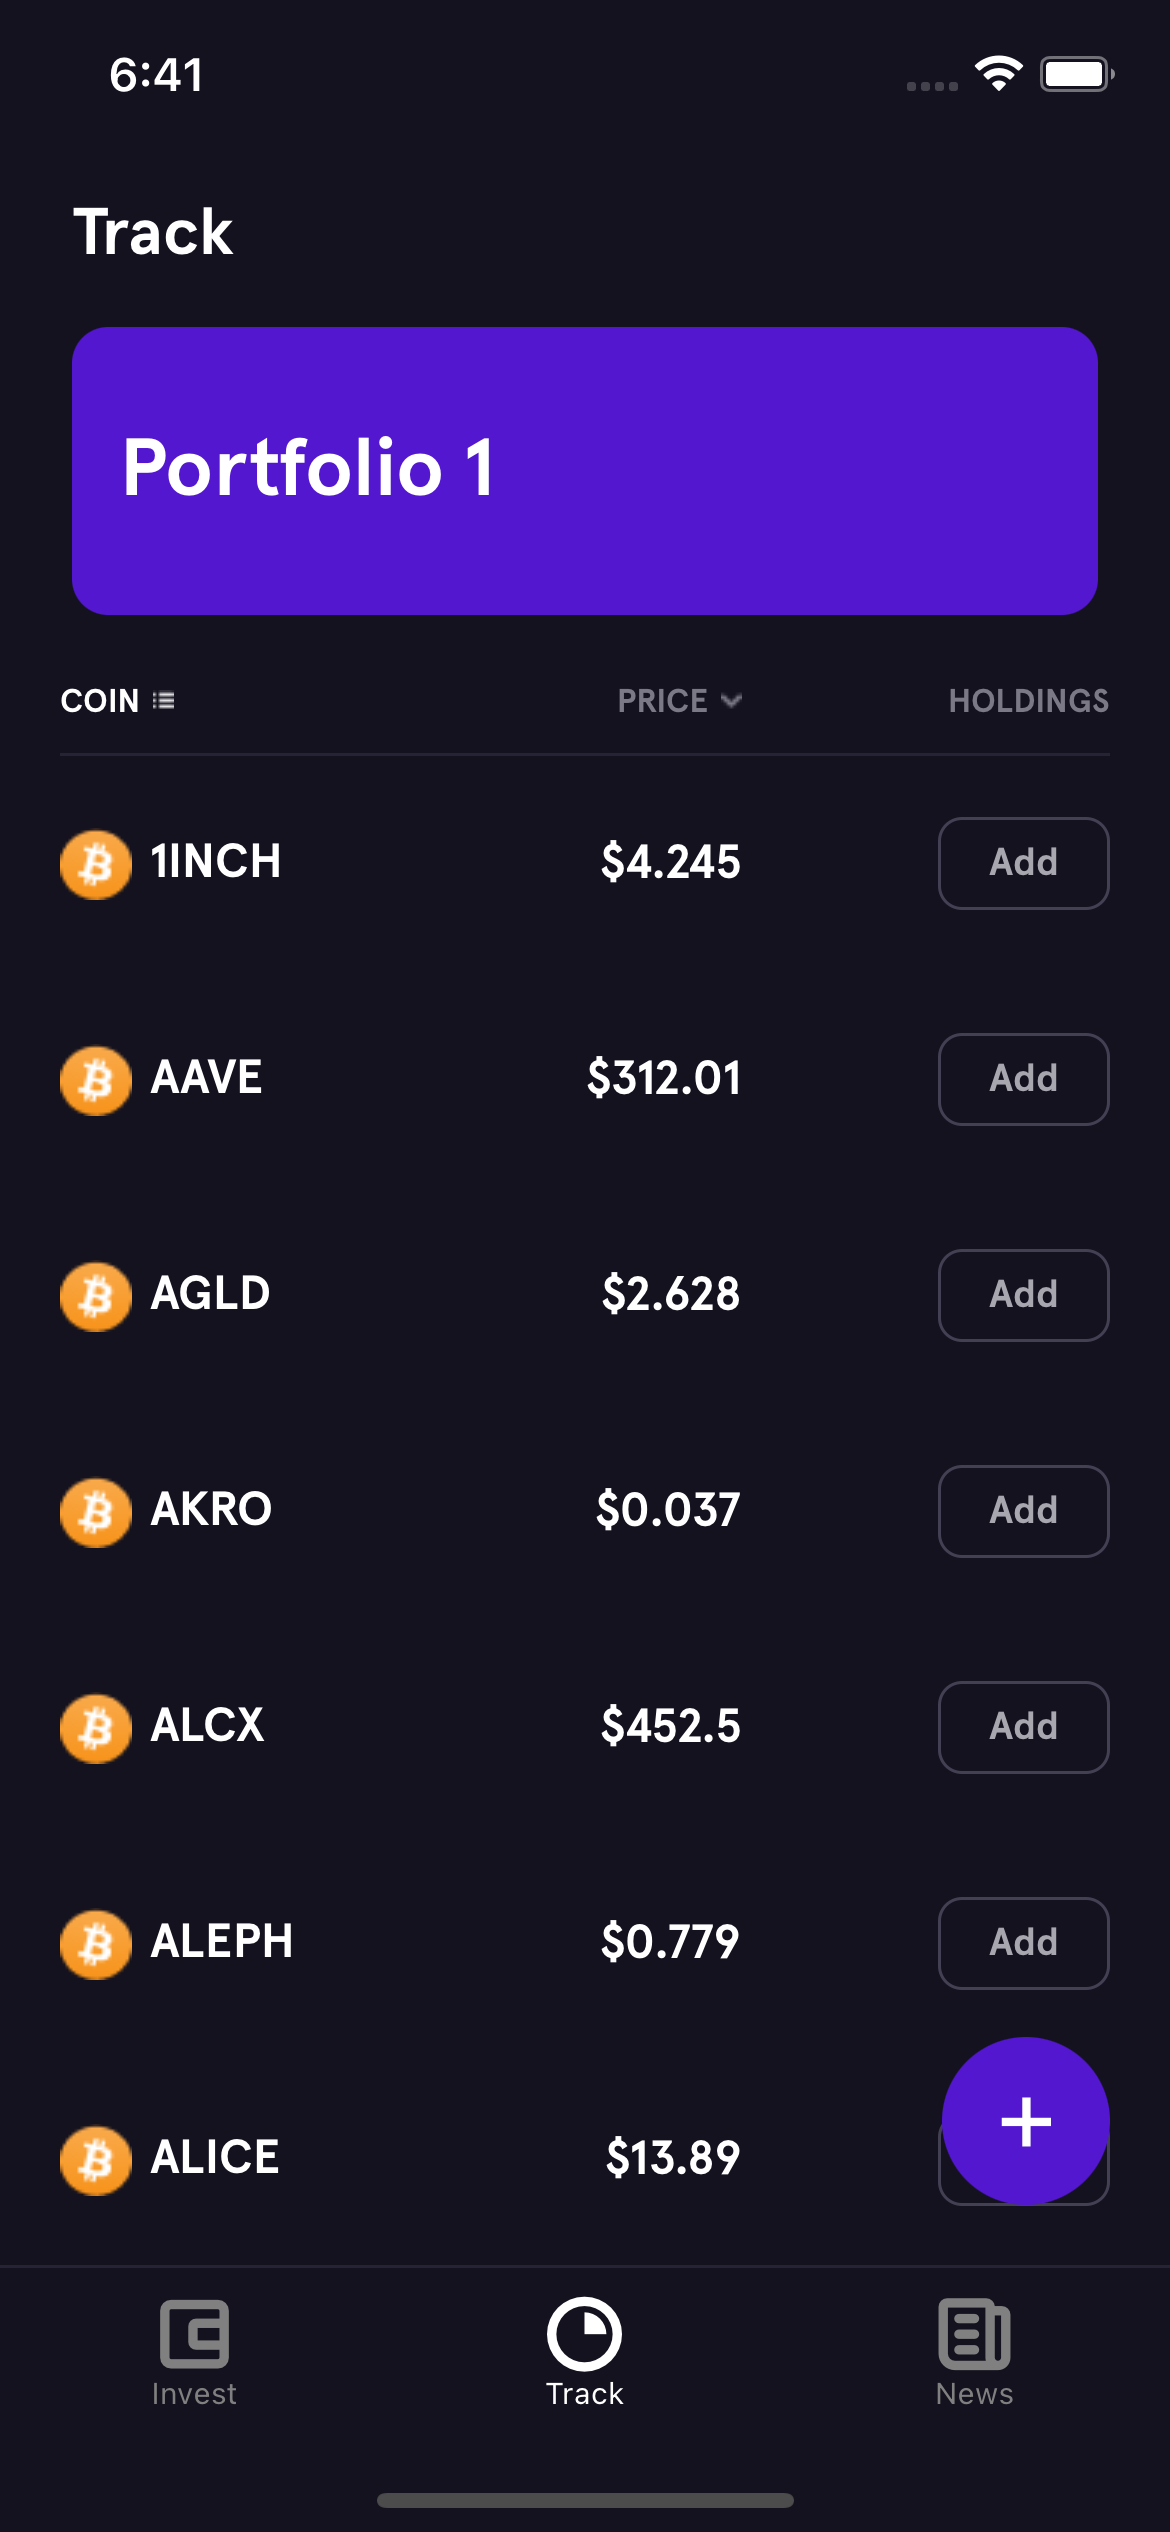 6:41
Track
Portfolio 1
COIN PRICE HOLDINGS
1INCH $4.245 Add
AAVE $312.01 Add
AGLD $2.628 Add
AKRO $0.037 Add
ALCX $452.5 Add
ALEPH $0.779 Add
ALICE $13.89
Invest Track News